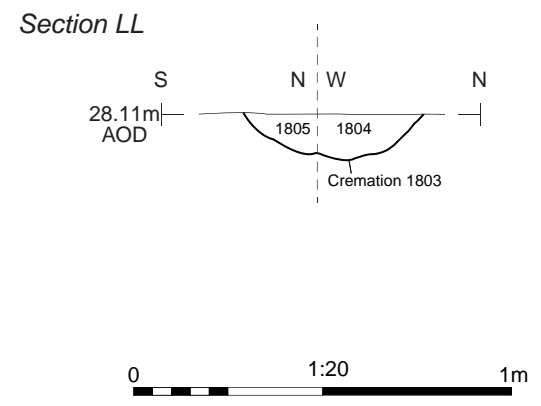 Section LL
S N W N
28.11m
AOD
1805 1804
Cremation 1803
0 1:20 1m